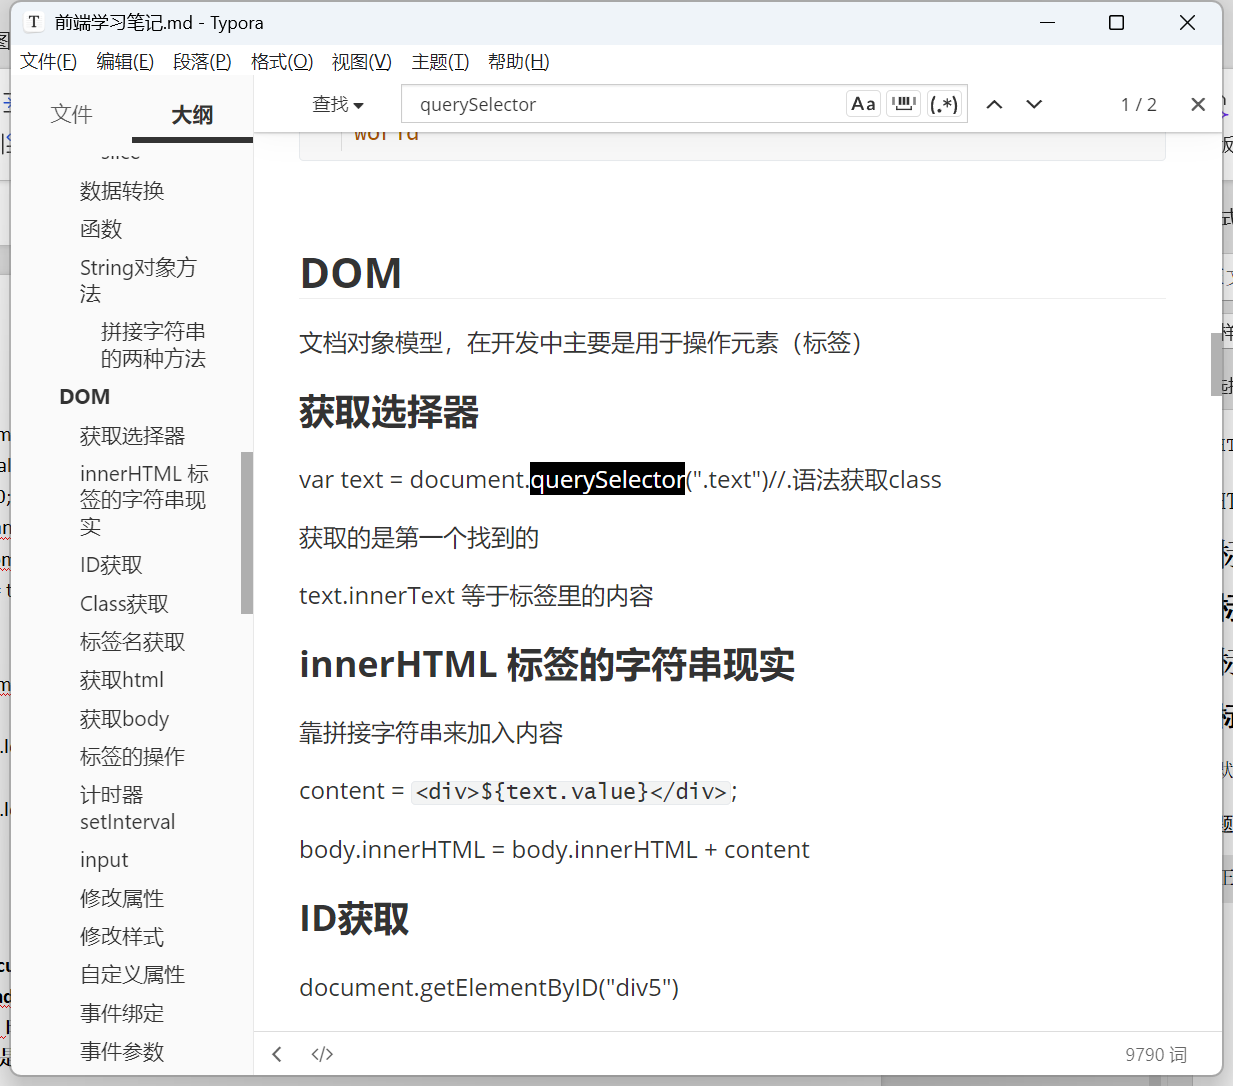 前端学习笔记.md - Typora
文件(F) 编辑(E) 段落(P) 格式(O) 视图(V) 主题(T) 帮助(H)
文件 大纲
查找 querySelector Aa (.*) 1 / 2
slice
数据转换
函数
String对象方
法
拼接字符串
的两种方法
DOM
获取选择器
innerHTML 标
签的字符串现
实
ID获取
Class获取
标签名获取
获取html
获取body
标签的操作
计时器
setInterval
input
修改属性
修改样式
自定义属性
事件绑定
事件参数
world
DOM
文档对象模型，在开发中主要是用于操作元素（标签）
获取选择器
var text = document.querySelector(".text")//.语法获取class
获取的是第一个找到的
text.innerText 等于标签里的内容
innerHTML 标签的字符串现实
靠拼接字符串来加入内容
content = <div>${text.value}</div>;
body.innerHTML = body.innerHTML + content
ID获取
document.getElementByID("div5")
</> 9790 词